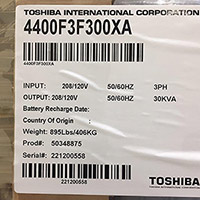 TOSHIBA INTERNATIONAL CORPORATION
4400F3F300XA
4400F3F300XA
INPUT: 208/120V 50/60HZ 3PH
OUTPUT: 208/120V 50/60HZ 30KVA
Battery Recharge Date:
Country Of Origin :
Weight: 895Lbs/406KG
Prod#: 50348875
Serial#: 221200558
221200558
TOSHIBA